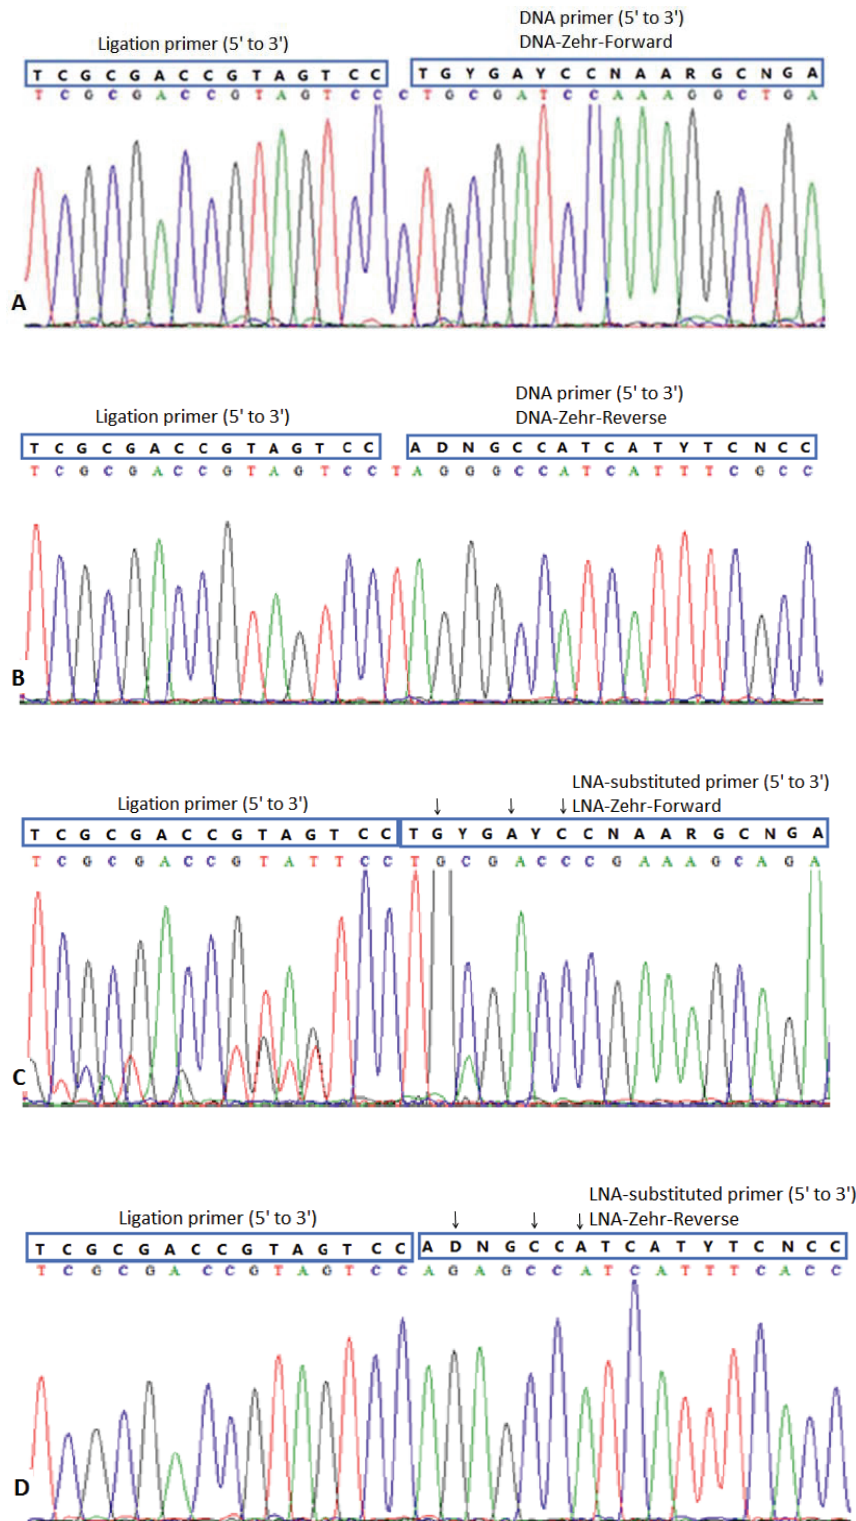 Ligation primer (5' to 3')
DNA primer (5' to 3')
DNA-Zehr-Forward
T C G C G A C C G T A G T C C T G Y G A Y C C N A A R G C N G A
T C G C G A C C G T A G T C C C T G C G A T C C A A A G G C T G A
A
Ligation primer (5' to 3')
DNA primer (5' to 3')
DNA-Zehr-Reverse
T C G C G A C C G T A G T C C A D N G C C A T C A T Y T C N C C
T C G C G A C C G T A G T C C T A G G G C C A T C A T T T C G C C
B
Ligation primer (5' to 3')
LNA-substituted primer (5' to 3')
↓ ↓ ↓ LNA-Zehr-Forward
T C G C G A C C G T A G T C C T G Y G A Y C C N A A R G C N G A
T C G C G A C C G T A T T C C T G C G A C C C G A A A G C A G A
C
Ligation primer (5' to 3')
LNA-substituted primer (5' to 3')
↓ ↓ ↓ LNA-Zehr-Reverse
T C G C G A C C G T A G T C C A D N G C C A T C A T Y T C N C C
T C G C G A C C G T A G T C C A G A G C C A T C A T T T C A C C
D